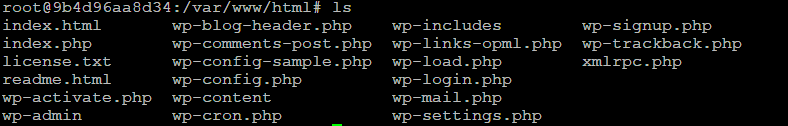 root@9b4d96aa8d34:/var/www/html# ls
index.html wp-blog-header.php wp-includes wp-signup.php
index.php wp-comments-post.php wp-links-opml.php wp-trackback.php
license.txt wp-config-sample.php wp-load.php xmlrpc.php
readme.html wp-config.php wp-login.php
wp-activate.php wp-content wp-mail.php
wp-admin wp-cron.php wp-settings.php